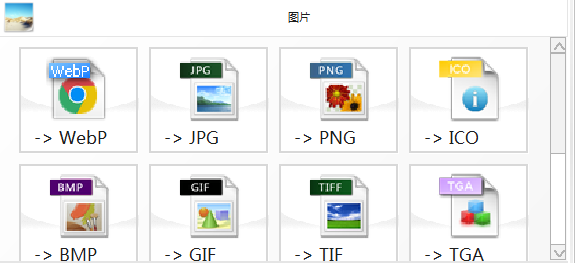 图片
WebP
JPG
PNG
ICO
-> WebP
-> JPG
-> PNG
-> ICO
BMP
GIF
TIFF
TGA
-> BMP
-> GIF
-> TIF
-> TGA